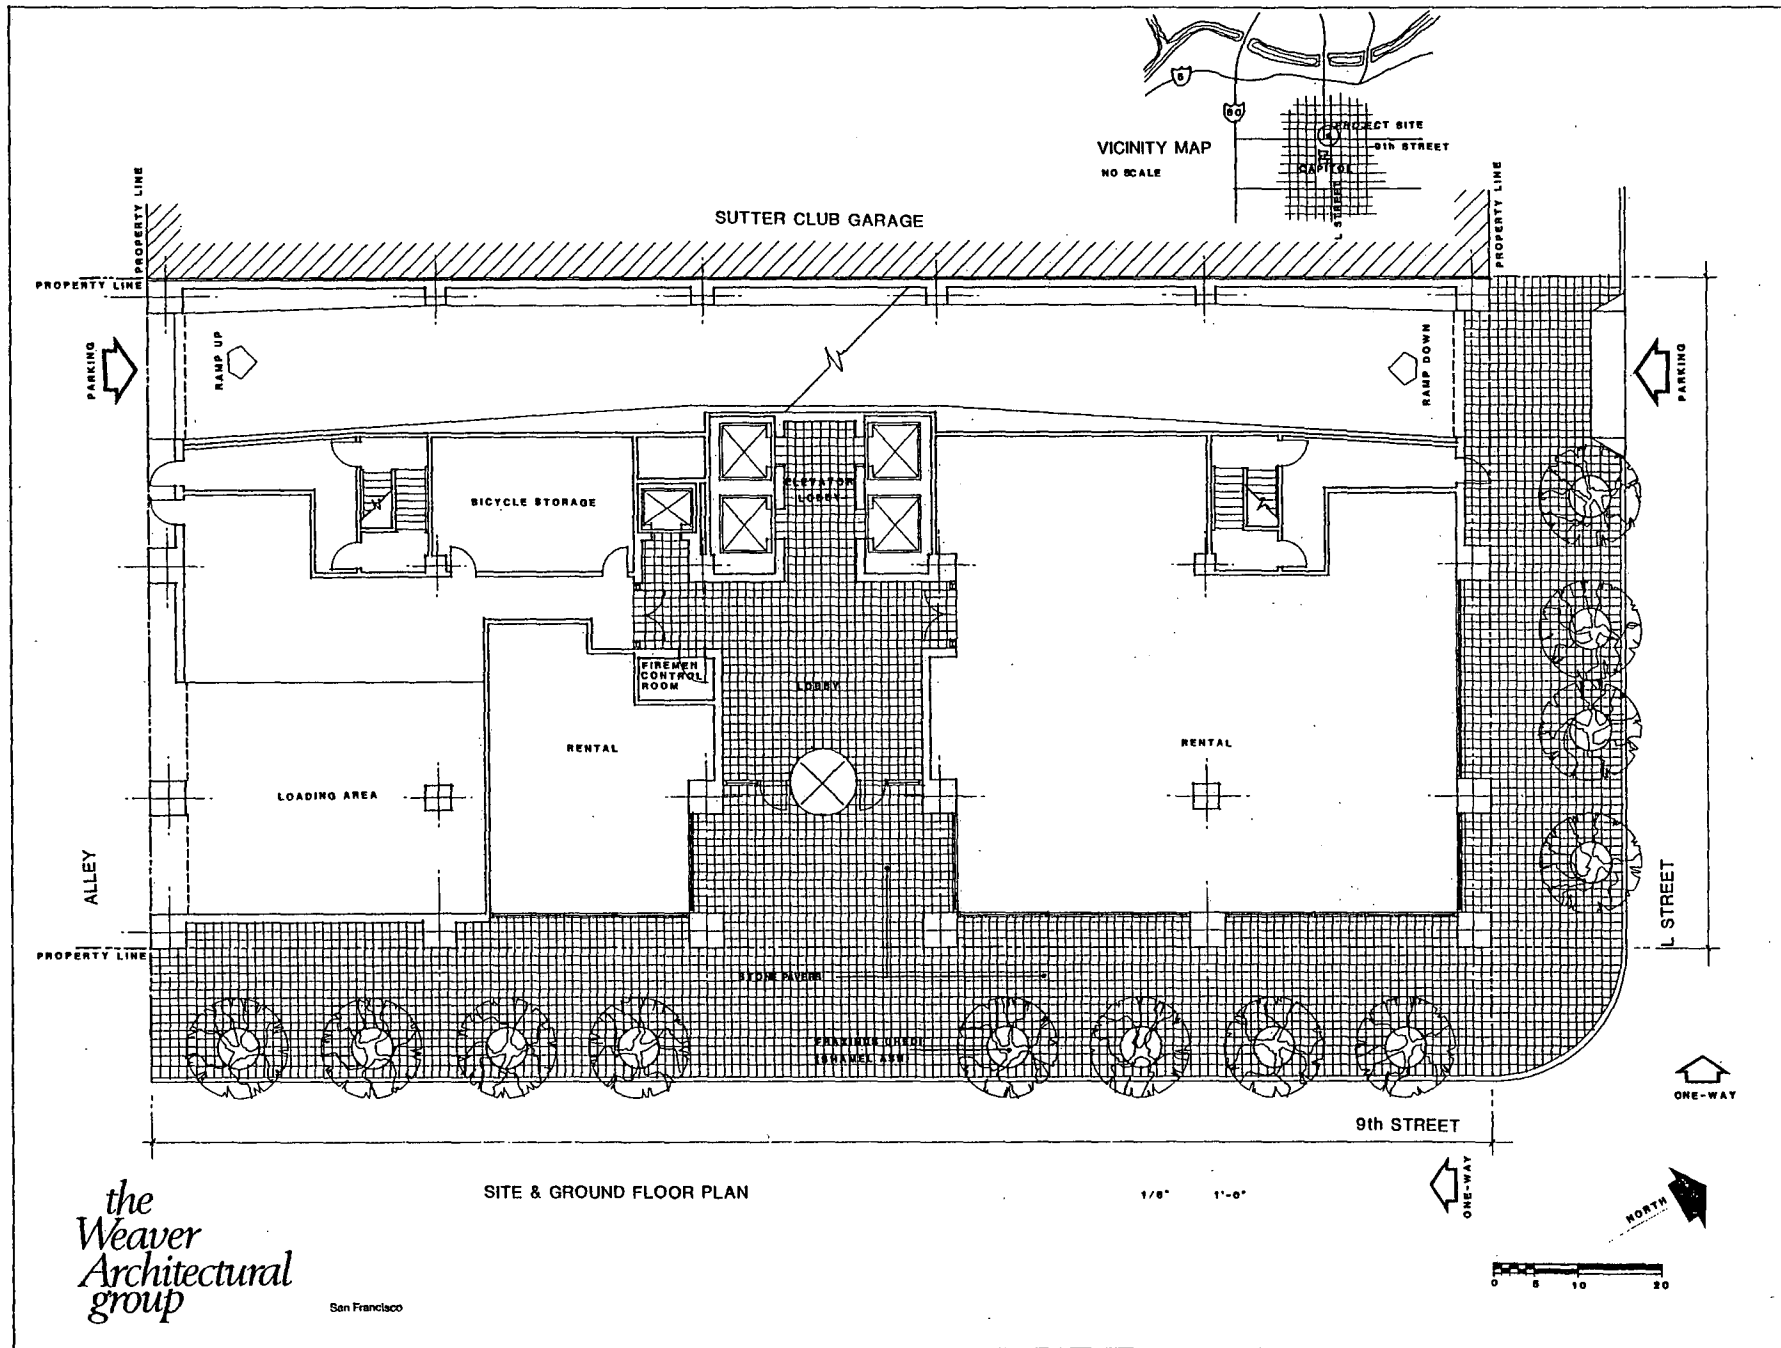 5
80
PROJECT SITE
9th STREET
VICINITY MAP
NO SCALE
CAPITOL
L STREET
PROPERTY LINE
PROPERTY LINE
SUTTER CLUB GARAGE
PROPERTY LINE
PARKING
RAMP UP
N
RAMP DOWN
PARKING
BICYCLE STORAGE
ELEVATOR
LOBBY
FIREMEN
CONTROL
ROOM
LOBBY
RENTAL
RENTAL
LOADING AREA
ALLEY
L STREET
PROPERTY LINE
STONE PAVERS
FRAXINUS UHEDI
(SHAMEL ASH)
ONE-WAY
9th STREET
ONE-WAY
SITE & GROUND FLOOR PLAN
1/8" 1'-0"
NORTH
0 5 10 20
the
Weaver
Architectural
group
San Francisco